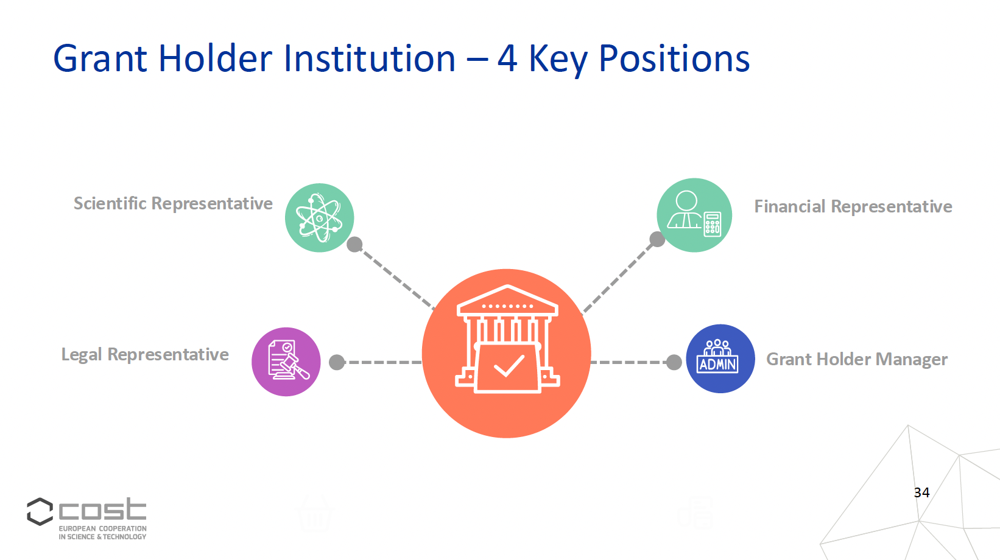 Grant Holder Institution – 4 Key Positions
Scientific Representative
Financial Representative
Legal Representative
ADMIN
Grant Holder Manager
34
cost
EUROPEAN COOPERATION
IN SCIENCE & TECHNOLOGY